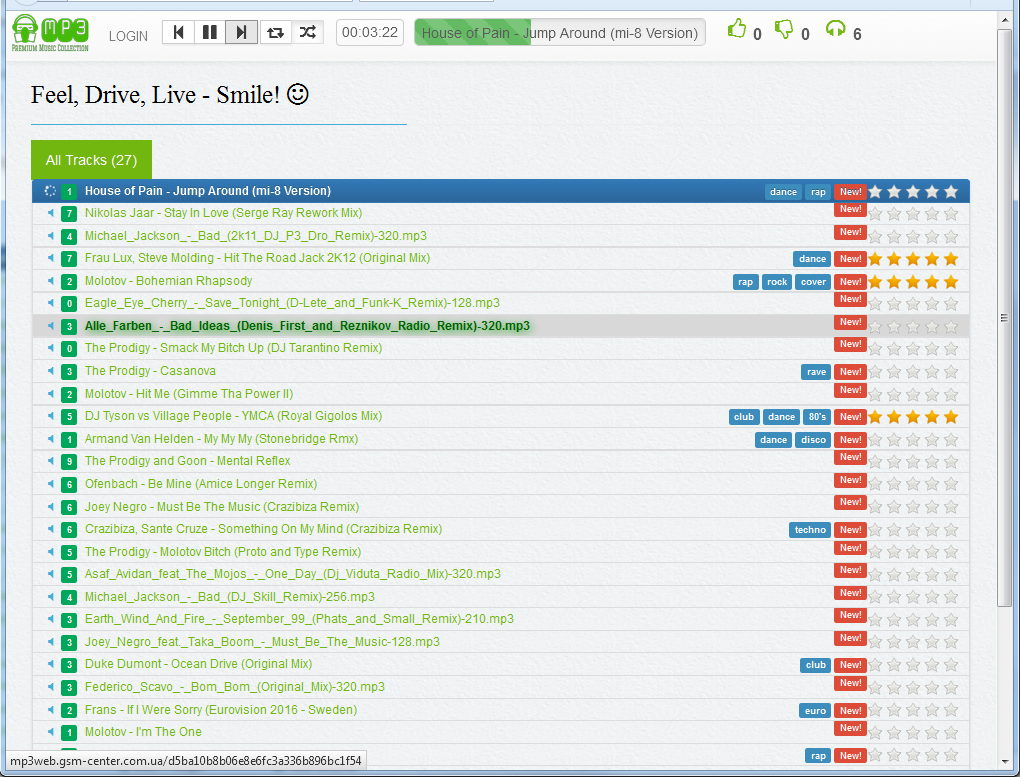 MP3
PREMIUM MUSIC COLLECTION
LOGIN
00:03:22
House of Pain - Jump Around (mi-8 Version)
0 0 6
Feel, Drive, Live - Smile!
All Tracks (27)
1 House of Pain - Jump Around (mi-8 Version) dance rap New!
7 Nikolas Jaar - Stay In Love (Serge Ray Rework Mix) New!
4 Michael_Jackson_-_Bad_(2k11_DJ_P3_Dro_Remix)-320.mp3 New!
7 Frau Lux, Steve Molding - Hit The Road Jack 2K12 (Original Mix) dance New!
2 Molotov - Bohemian Rhapsody rap rock cover New!
0 Eagle_Eye_Cherry_-_Save_Tonight_(D-Lete_and_Funk-K_Remix)-128.mp3 New!
3 Alle_Farben_-_Bad_Ideas_(Denis_First_and_Reznikov_Radio_Remix)-320.mp3 New!
0 The Prodigy - Smack My Bitch Up (DJ Tarantino Remix) New!
3 The Prodigy - Casanova rave New!
2 Molotov - Hit Me (Gimme Tha Power II) New!
5 DJ Tyson vs Village People - YMCA (Royal Gigolos Mix) club dance 80's New!
1 Armand Van Helden - My My My (Stonebridge Rmx) dance disco New!
9 The Prodigy and Goon - Mental Reflex New!
6 Ofenbach - Be Mine (Amice Longer Remix) New!
6 Joey Negro - Must Be The Music (Crazibiza Remix) New!
6 Crazibiza, Sante Cruze - Something On My Mind (Crazibiza Remix) techno New!
5 The Prodigy - Molotov Bitch (Proto and Type Remix) New!
5 Asaf_Avidan_feat_The_Mojos_-_One_Day_(Dj_Viduta_Radio_Mix)-320.mp3 New!
4 Michael_Jackson_-_Bad_(DJ_Skill_Remix)-256.mp3 New!
3 Earth_Wind_And_Fire_-_September_99_(Phats_and_Small_Remix)-210.mp3 New!
3 Joey_Negro_feat._Taka_Boom_-_Must_Be_The_Music-128.mp3 New!
3 Duke Dumont - Ocean Drive (Original Mix) club New!
3 Federico_Scavo_-_Bom_Bom_(Original_Mix)-320.mp3 New!
2 Frans - If I Were Sorry (Eurovision 2016 - Sweden) euro New!
1 Molotov - I'm The One New!
rap New!
mp3web.gsm-center.com.ua/d5ba10b8b06e8e6fc3a336b896bc1f54